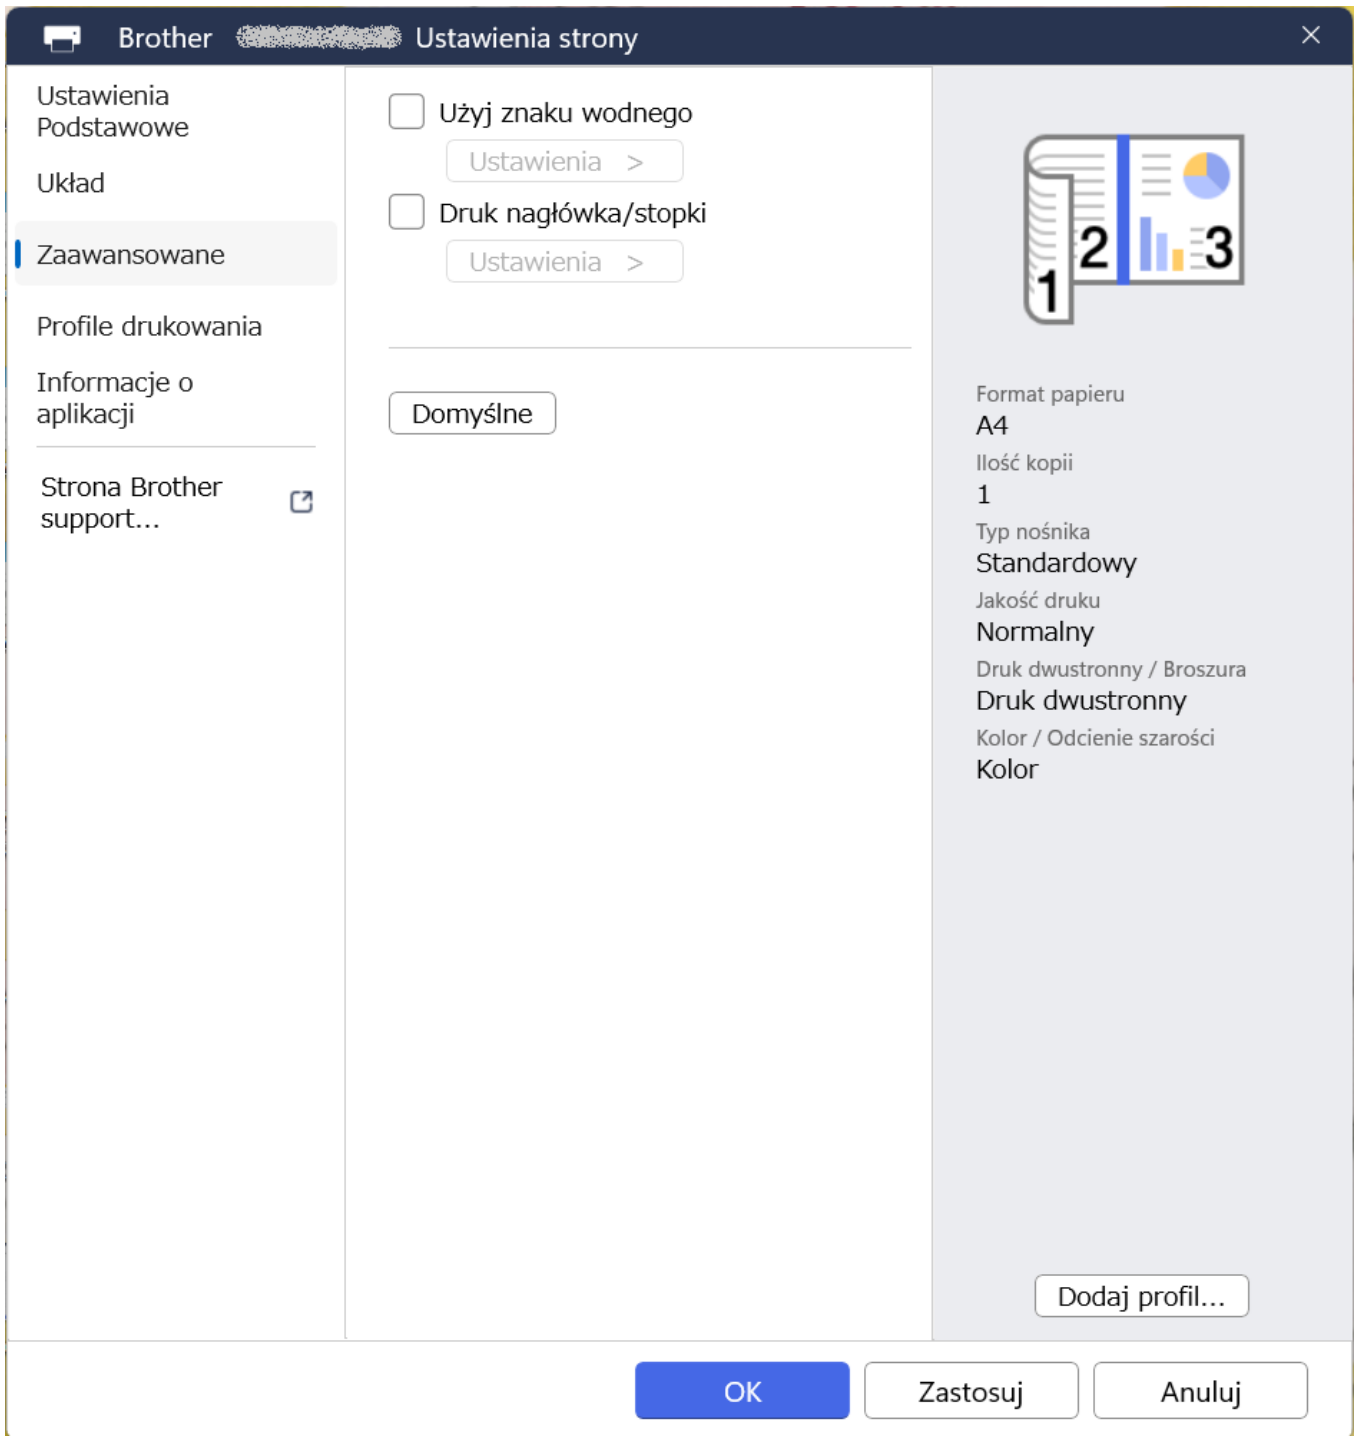 Brother Ustawienia strony
Ustawienia
Podstawowe
Układ
Zaawansowane
Profile drukowania
Informacje o
aplikacji
Strona Brother
support...
Użyj znaku wodnego
Ustawienia >
Druk nagłówka/stopki
Ustawienia >
Domyślne
1
2
3
Format papieru
A4
Ilość kopii
1
Typ nośnika
Standardowy
Jakość druku
Normalny
Druk dwustronny / Broszura
Druk dwustronny
Kolor / Odcienie szarości
Kolor
Dodaj profil...
OK
Zastosuj
Anuluj